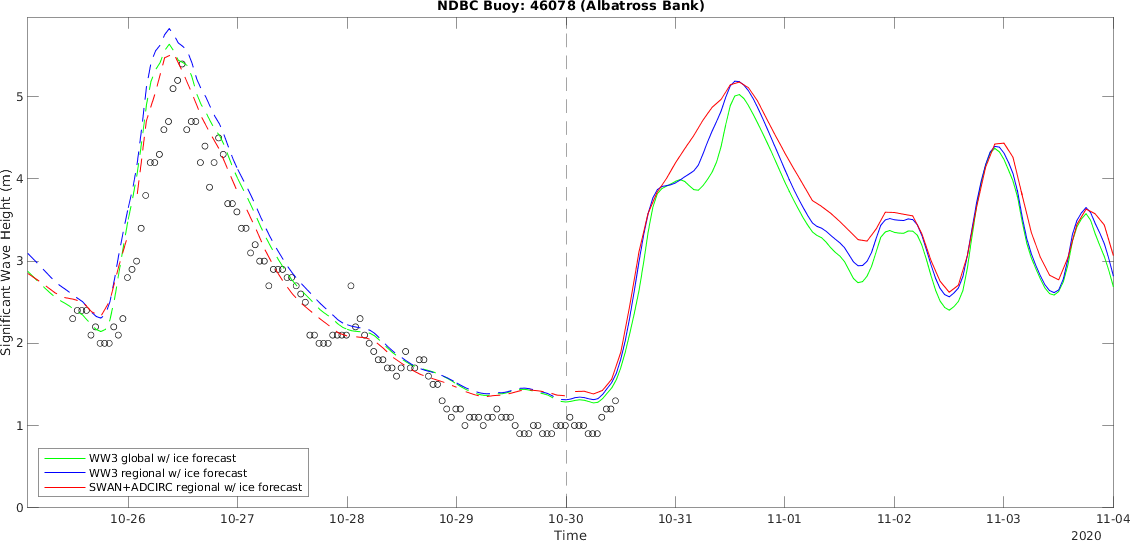 NDBC Buoy: 46078 (Albatross Bank)
Significant Wave Height (m)
5
4
3
2
1
0
WW3 global w/ ice forecast
WW3 regional w/ ice forecast
SWAN+ADCIRC regional w/ ice forecast
10-26 10-27 10-28 10-29 10-30 10-31 11-01 11-02 11-03 11-04
Time
2020